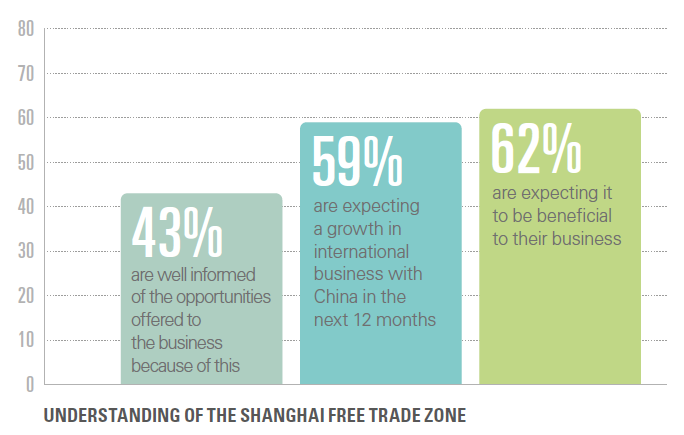 80
70
60
50
40
30
20
10
0
43%
are well informed
of the opportunities
offered to
the business
because of this
59%
are expecting
a growth in
international
business with
China in the
next 12 months
62%
are expecting it
to be beneficial
to their business
UNDERSTANDING OF THE SHANGHAI FREE TRADE ZONE